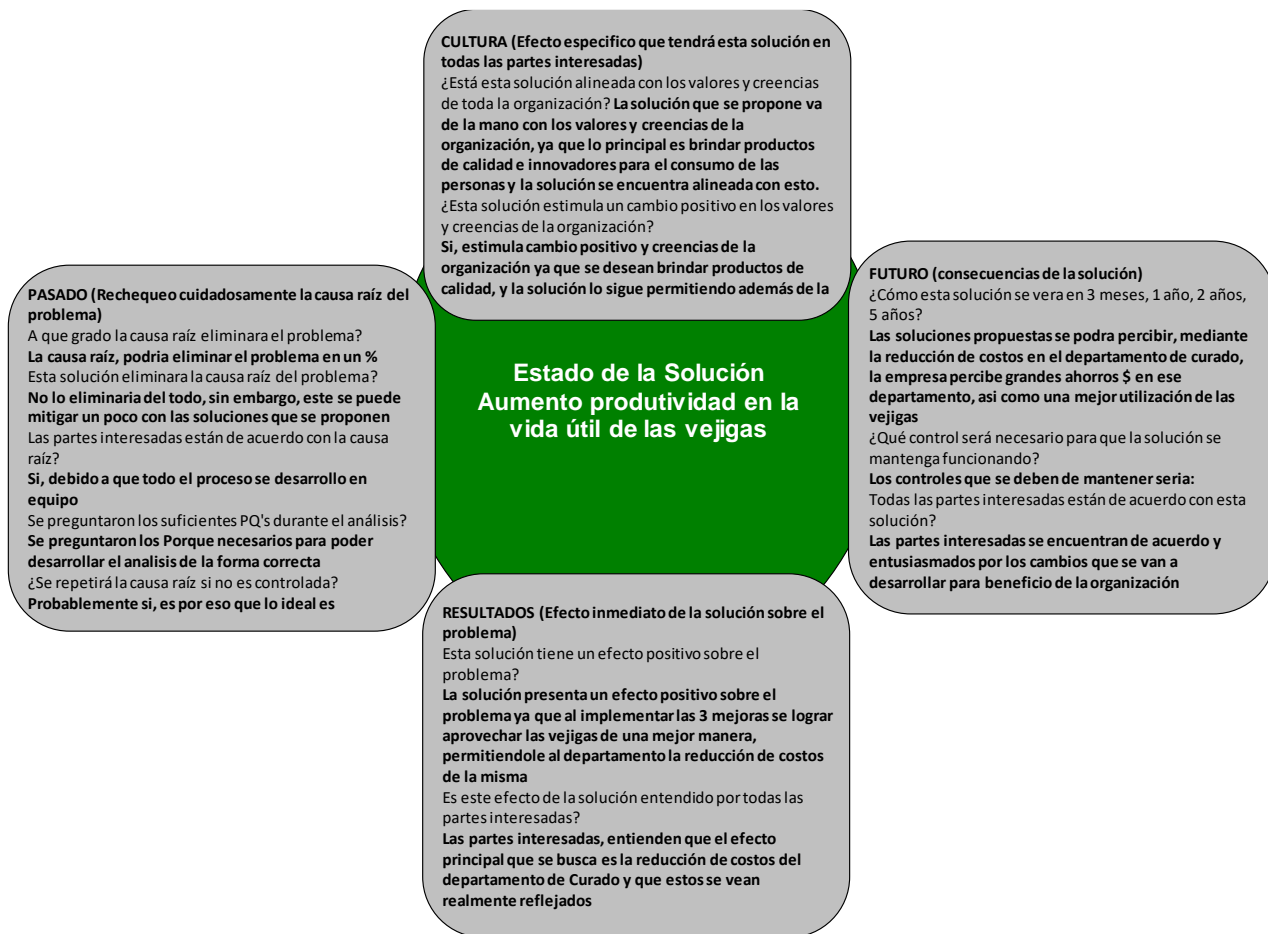 CULTURA (Efecto especifico que tendrá esta solución en
todas las partes interesadas)
¿Está esta solución alineada con los valores y creencias
de toda la organización? La solución que se propone va
de la mano con los valores y creencias de la
organización, ya que lo principal es brindar productos
de calidad e innovadores para el consumo de las
personas y la solución se encuentra alineada con esto.
¿Esta solución estimula un cambio positivo en los valores
y creencias de la organización?
Si, estimula cambio positivo y creencias de la
organización ya que se desean brindar productos de
calidad, y la solución lo sigue permitiendo además de la
PASADO (Rechequeo cuidadosamente la causa raíz del
problema)
A que grado la causa raíz eliminara el problema?
La causa raíz, podria eliminar el problema en un %
Esta solución eliminara la causa raíz del problema?
No lo eliminaria del todo, sin embargo, este se puede
mitigar un poco con las soluciones que se proponen
Las partes interesadas están de acuerdo con la causa
raíz?
Si, debido a que todo el proceso se desarrollo en
equipo
Se preguntaron los suficientes PQ's durante el análisis?
Se preguntaron los Porque necesarios para poder
desarrollar el analisis de la forma correcta
¿Se repetirá la causa raíz si no es controlada?
Probablemente si, es por eso que lo ideal es
Estado de la Solución
Aumento produtividad en la
vida útil de las vejigas
FUTURO (consecuencias de la solución)
¿Cómo esta solución se vera en 3 meses, 1 año, 2 años,
5 años?
Las soluciones propuestas se podra percibir, mediante
la reducción de costos en el departamento de curado,
la empresa percibe grandes ahorros $ en ese
departamento, asi como una mejor utilización de las
vejigas
¿Qué control será necesario para que la solución se
mantenga funcionando?
Los controles que se deben de mantener seria:
Todas las partes interesadas están de acuerdo con esta
solución?
Las partes interesadas se encuentran de acuerdo y
entusiasmados por los cambios que se van a
desarrollar para beneficio de la organización
RESULTADOS (Efecto inmediato de la solución sobre el
problema)
Esta solución tiene un efecto positivo sobre el
problema?
La solución presenta un efecto positivo sobre el
problema ya que al implementar las 3 mejoras se lograr
aprovechar las vejigas de una mejor manera,
permitiendole al departamento la reducción de costos
de la misma
Es este efecto de la solución entendido por todas las
partes interesadas?
Las partes interesadas, entienden que el efecto
principal que se busca es la reducción de costos del
departamento de Curado y que estos se vean
realmente reflejados